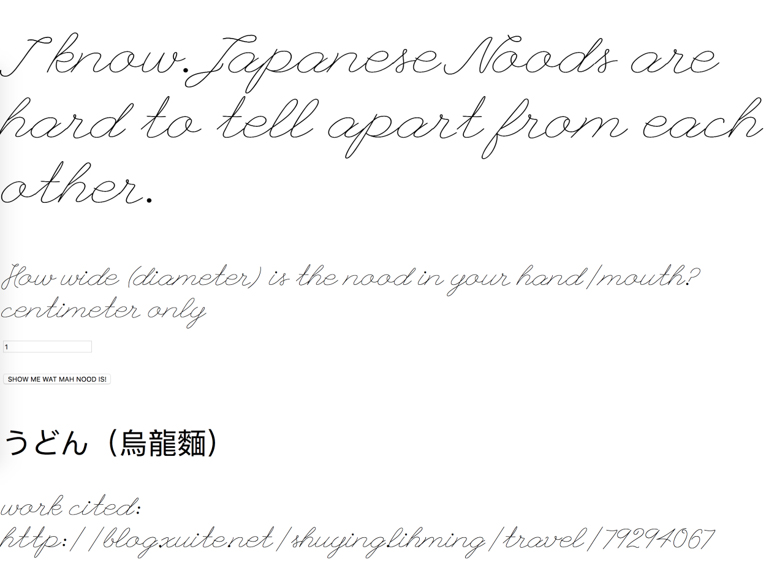 I know. Japanese Noods are
hard to tell apart from each
other.
How wide (diameter) is the nood in your hand/mouth?
centimeter only
1
SHOW ME WAT MAH NOOD IS!
うどん（烏龍麵）
work cited:
http://blog.xuite.net/shuyinglihming/travel/79294067